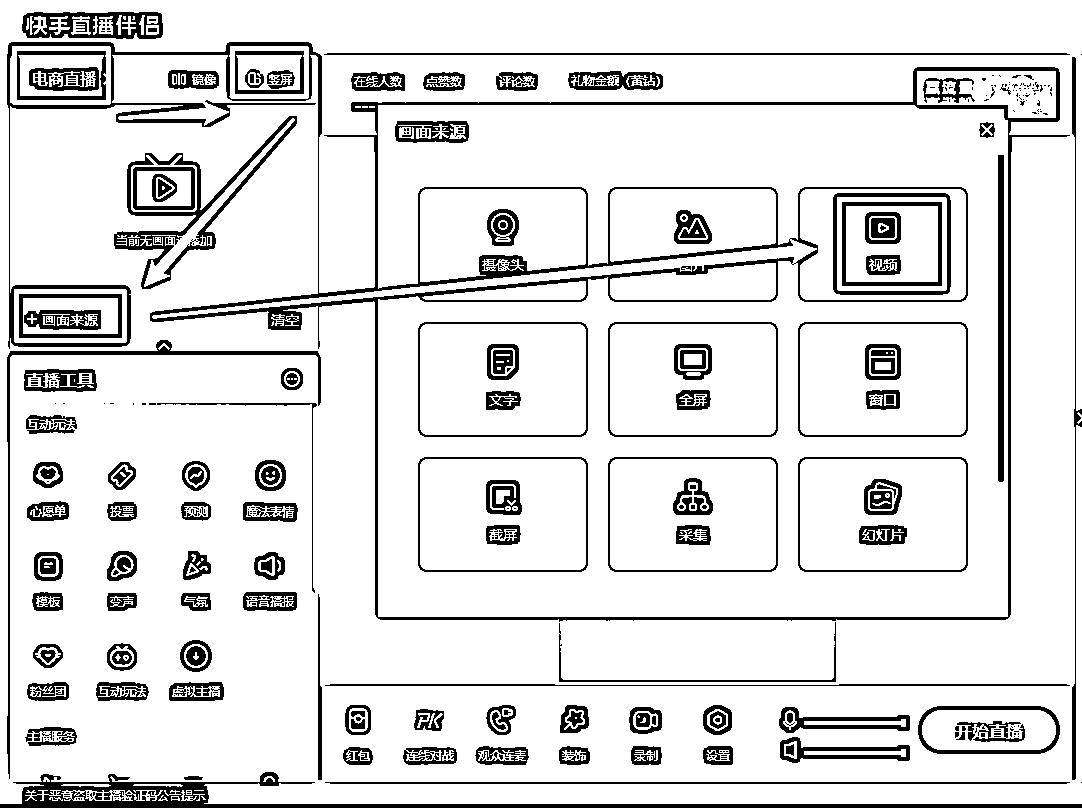 快手直播伴侣
电商直播
镜像
竖屏
在线人数
点赞数
评论数
礼物金额（黄钻）
当前无画面
添加
+画面来源
清空
画面来源
摄像头
视频
文字
全屏
窗口
截屏
采集
幻灯片
直播工具
互动玩法
心愿单
投票
预测
魔法表情
模板
变声
气氛
语音播报
粉丝团
互动玩法
虚拟主播
主播服务
红包
PK
连线对战
观众连麦
装饰
录制
设置
开始直播
关于恶意盗取主播验证码公告提示